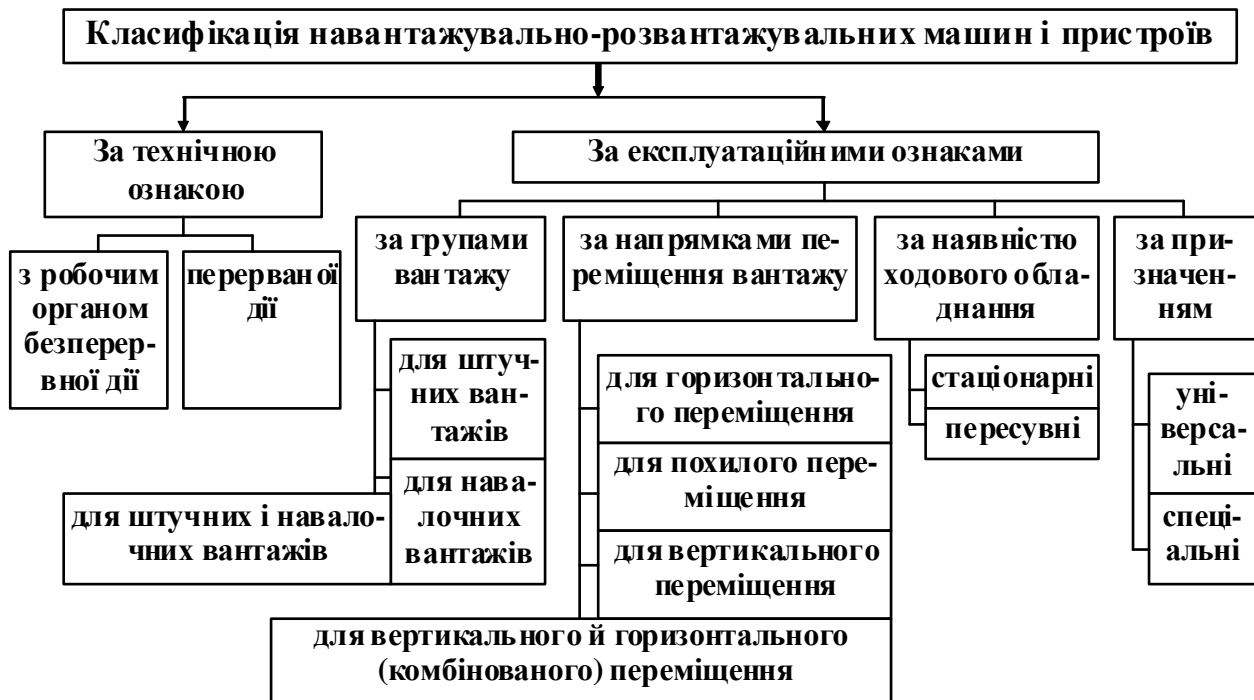 Класифікація навантажувально-розвантажувальних машин і пристроїв
За технічною
ознакою
За експлуатаційними ознаками
з робочим
органом
безперер-
вної дії
перерваної
дії
за групами
вантажу
за напрямками пе-
реміщення вантажу
за наявністю
ходового обла-
днання
за при-
значен-
ням
для штуч-
них ван-
тажів
для нава-
лочних
вантажів
для штучних і навало-
чних вантажів
для горизонтально-
го переміщення
для похилого пере-
міщення
для вертикального
переміщення
для вертикального й горизонтального
(комбінованого) переміщення
стаціонарні
пересувні
уні-
верса-
льні
спеці-
альні